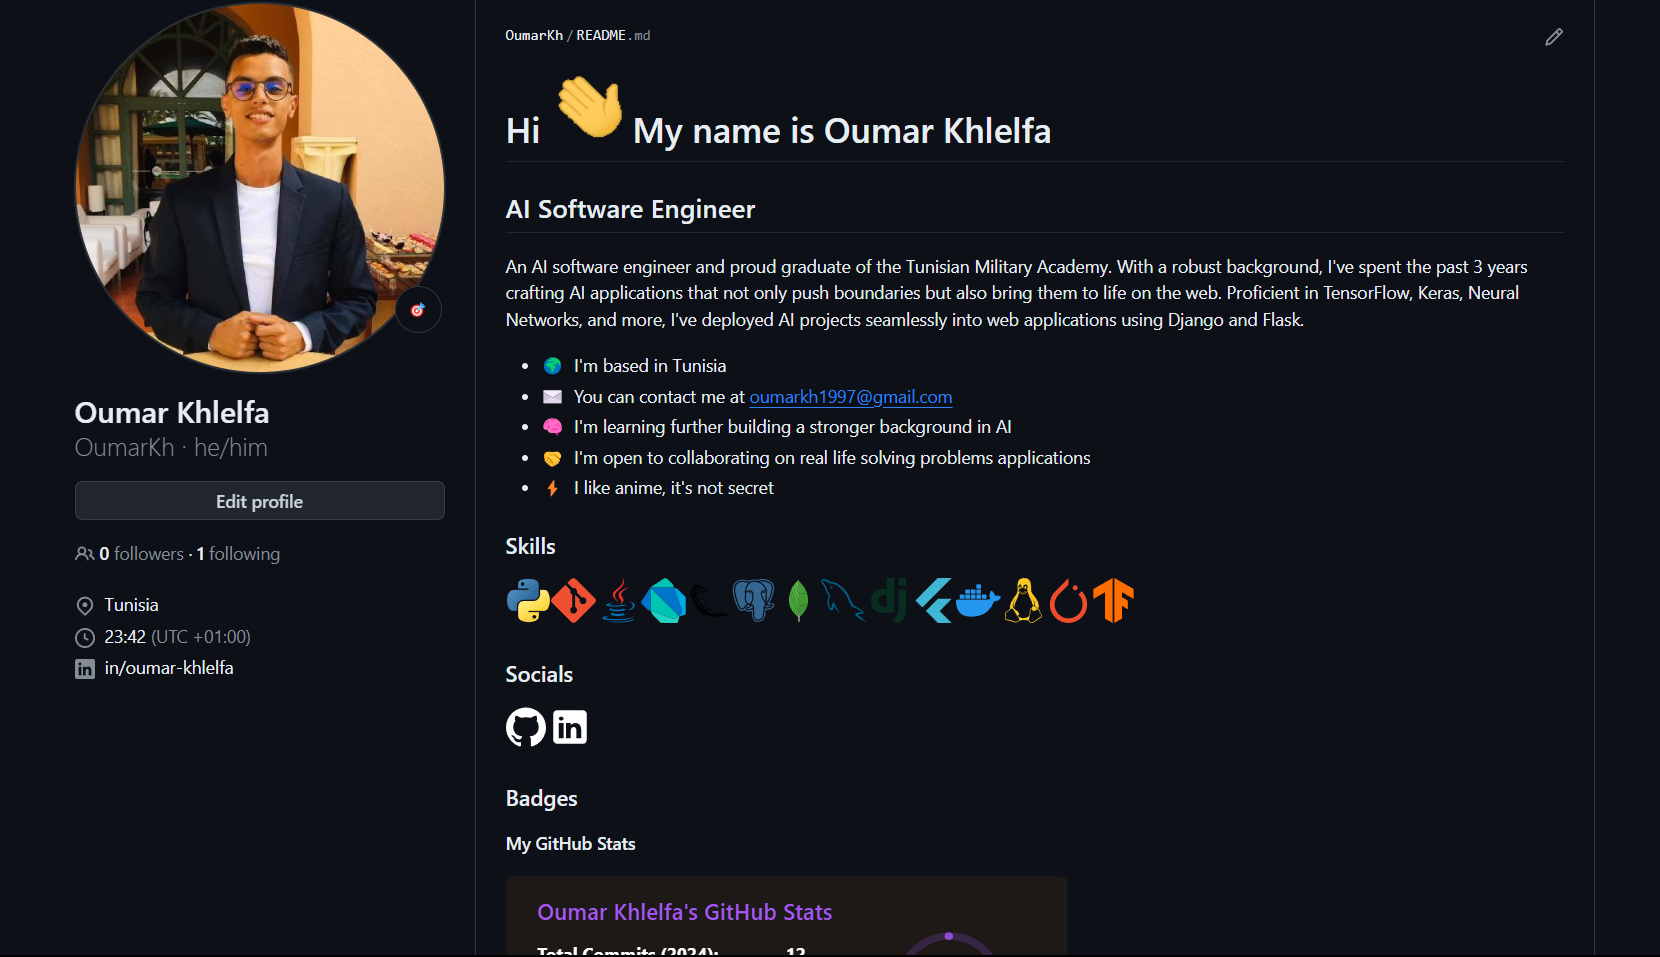 OumarKh / README.md
Hi 👋 My name is Oumar Khlelfa
AI Software Engineer
An AI software engineer and proud graduate of the Tunisian Military Academy. With a robust background, I've spent the past 3 years
crafting AI applications that not only push boundaries but also bring them to life on the web. Proficient in TensorFlow, Keras, Neural
Networks, and more, I've deployed AI projects seamlessly into web applications using Django and Flask.
• 🌍 I'm based in Tunisia
• ✉️ You can contact me at oumarkh1997@gmail.com
• 🧠 I'm learning further building a stronger background in AI
• 🤝 I'm open to collaborating on real life solving problems applications
• ⚡ I like anime, it's not secret
Skills
dj
Socials
in
Badges
My GitHub Stats
Oumar Khlelfa's GitHub Stats
Total Commits (2024): 13
Oumar Khlelfa
OumarKh · he/him
Edit profile
0 followers · 1 following
Tunisia
23:42 (UTC +01:00)
in in/oumar-khlelfa